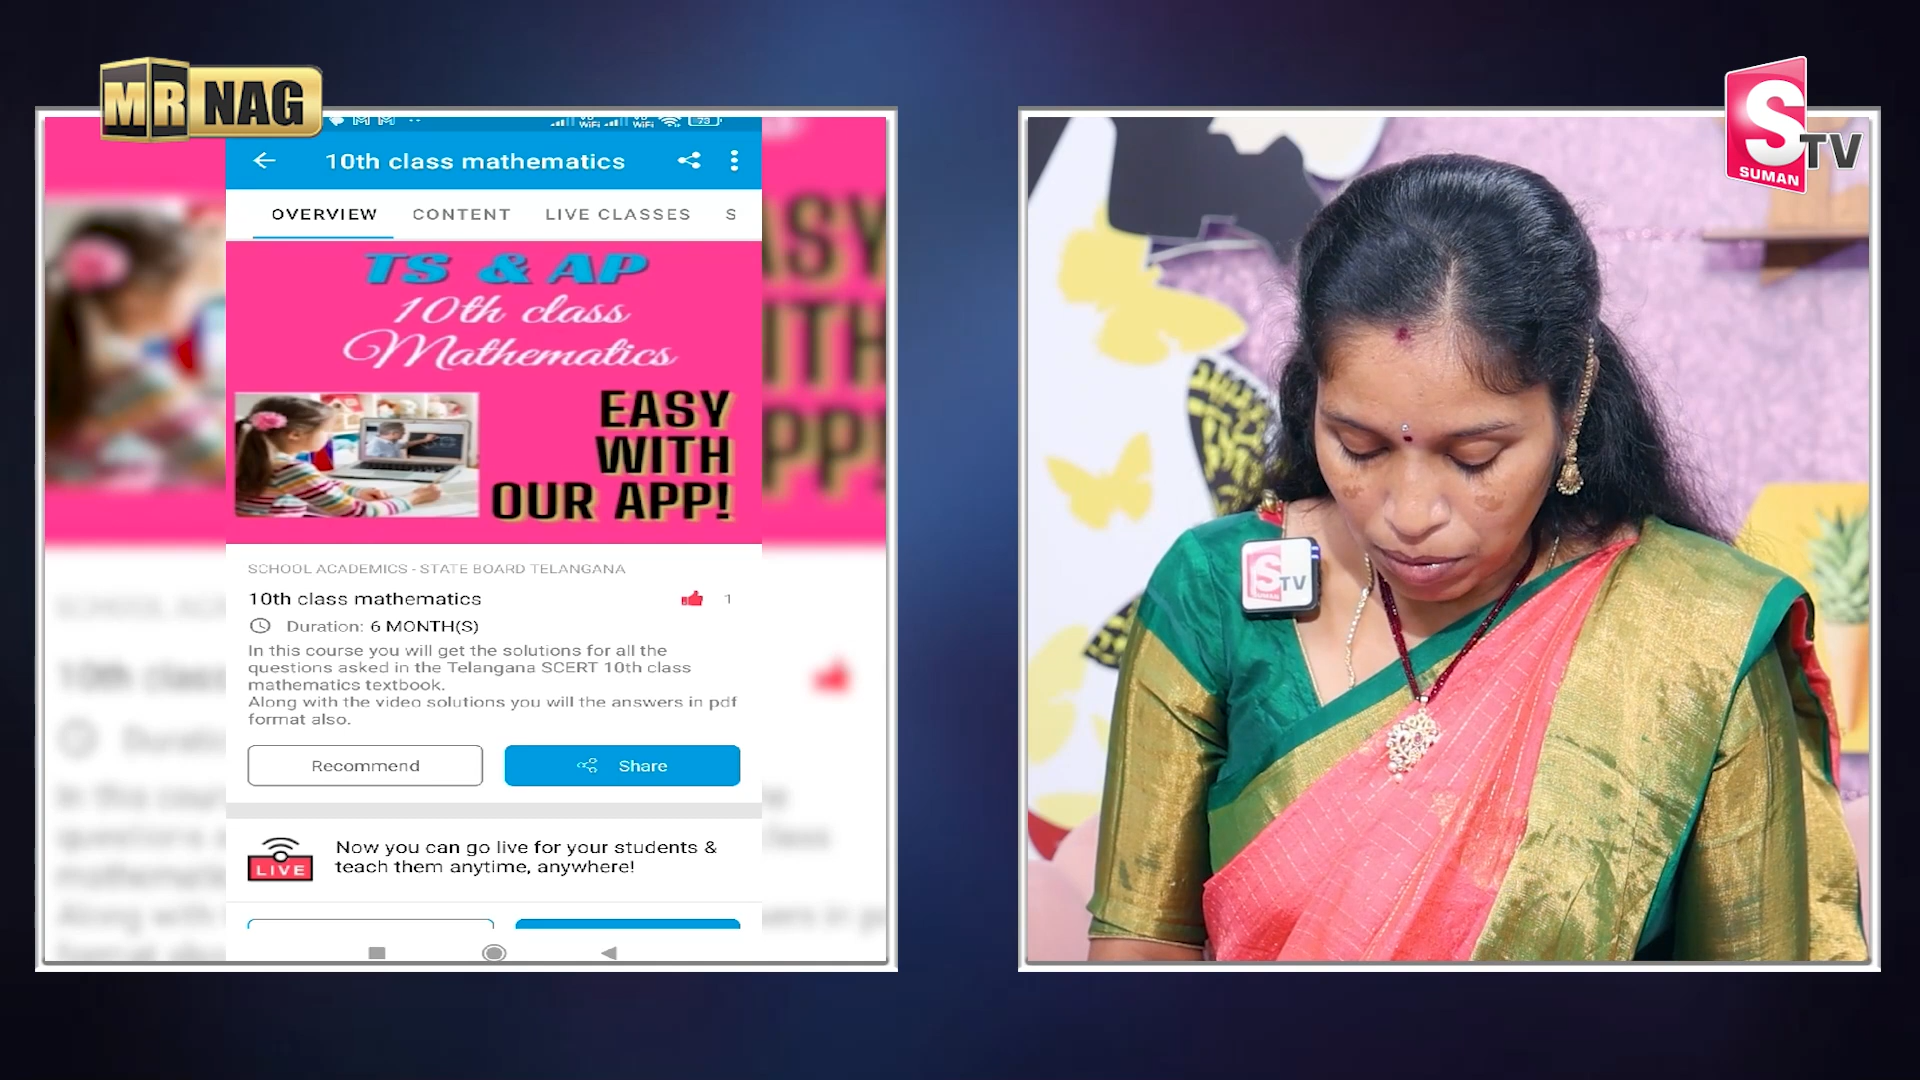 MR NAG
S TV
SUMAN
73
10th class mathematics
OVERVIEW CONTENT LIVE CLASSES S
TS & AP
10th class
Mathematics
EASY
WITH
OUR APP!
SCHOOL ACADEMICS - STATE BOARD TELANGANA
10th class mathematics
1
Duration: 6 MONTH(S)
In this course you will get the solutions for all the
questions asked in the Telangana SCERT 10th class
mathematics textbook.
Along with the video solutions you will the answers in pdf
format also.
Recommend
Share
LIVE
Now you can go live for your students &
teach them anytime, anywhere!
S TV
SUMAN